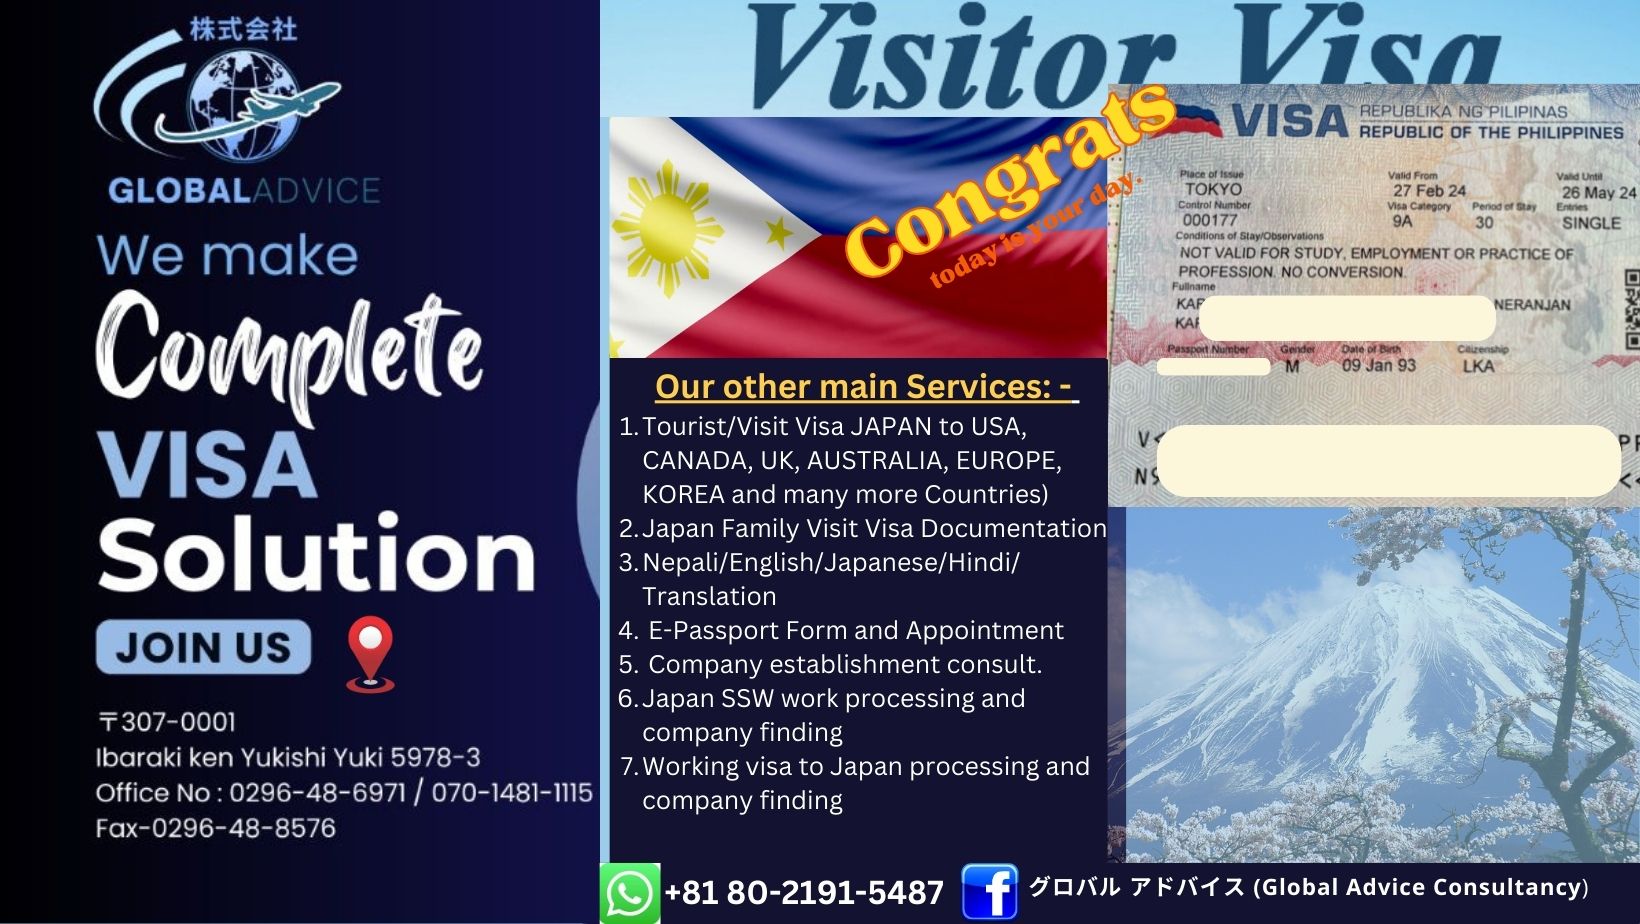 株式会社
GLOBALADVICE
We make
Complete
VISA
Solution
JOIN US
〒307-0001
Ibaraki ken Yukishi Yuki 5978-3
Office No : 0296-48-6971 / 070-1481-1115
Fax-0296-48-8576
Visitor Visa
Congrats
today is your day.
VISA
REPUBLIKA NG PILIPINAS
REPUBLIC OF THE PHILIPPINES
Place of Issue Valid From Valid Until
TOKYO 27 Feb 24 26 May 24
Control Number Visa Category Period of Stay Entries
000177 9A 30 SINGLE
Conditions of Stay/Observations
NOT VALID FOR STUDY, EMPLOYMENT OR PRACTICE OF
PROFESSION. NO CONVERSION.
Fullname
NERANJAN
Passport Number Gender Date of Birth Citizenship
M 09 Jan 93 LKA
Our other main Services: -
1. Tourist/Visit Visa JAPAN to USA,
CANADA, UK, AUSTRALIA, EUROPE,
KOREA and many more Countries)
2. Japan Family Visit Visa Documentation
3. Nepali/English/Japanese/Hindi/
Translation
4. E-Passport Form and Appointment
5. Company establishment consult.
6. Japan SSW work processing and
company finding
7. Working visa to Japan processing and
company finding
+81 80-2191-5487
グロバル アドバイス (Global Advice Consultancy)